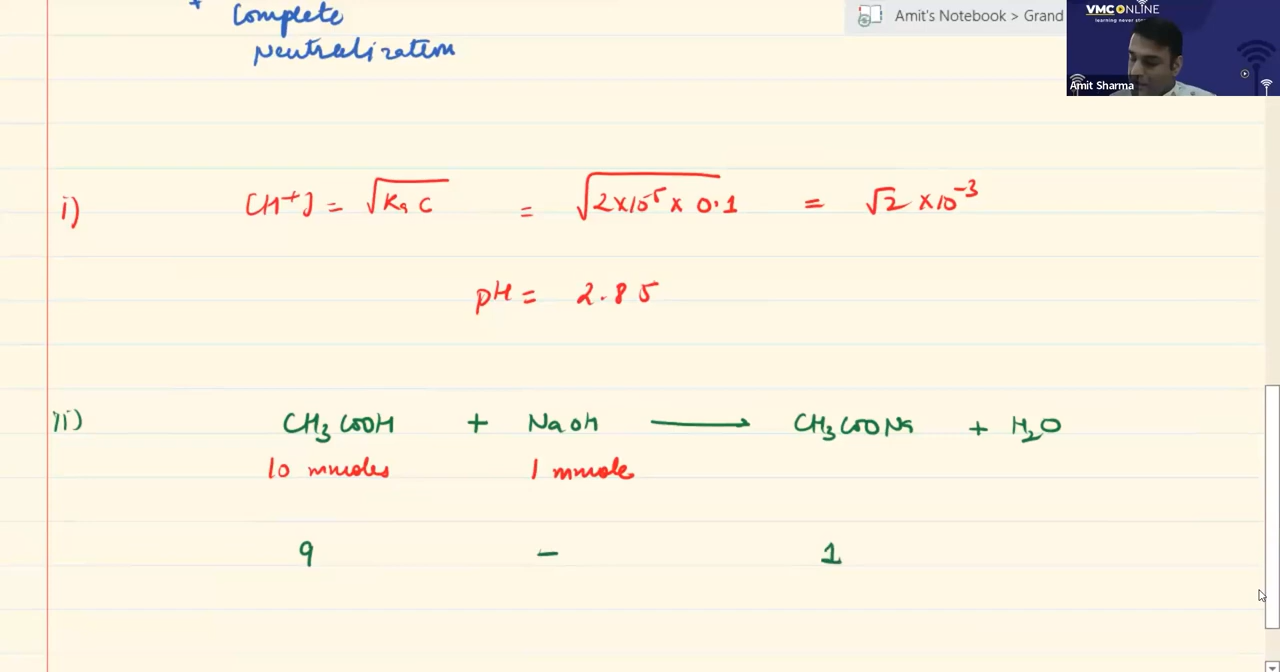 Complete
Neutralization
Amit's Notebook > Grand
VMC ONLINE
Amit Sharma
i) [H+] = √Ka C = √2×10⁻⁵ × 0.1 = √2 ×10⁻³
pH = 2.85
ii) CH3COOH + NaOH ⟶ CH3COONa + H2O
10 mmoles 1 mmole
9 – 1